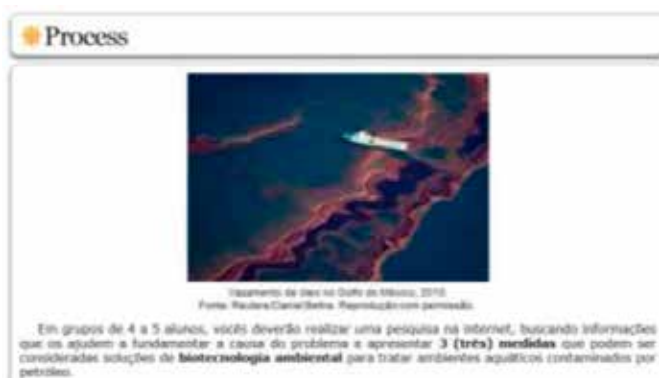 Process
Vazamento de óleo no Golfo do México, 2010.
Fonte: Reuters/Daniel Beltra. Reprodução com permissão.
Em grupos de 4 a 5 alunos, vocês deverão realizar uma pesquisa na internet, buscando informações
que os ajudem a fundamentar a causa do problema e apresentar 3 (três) medidas que podem ser
consideradas soluções de biotecnologia ambiental para tratar ambientes aquáticos contaminados por
petróleo.